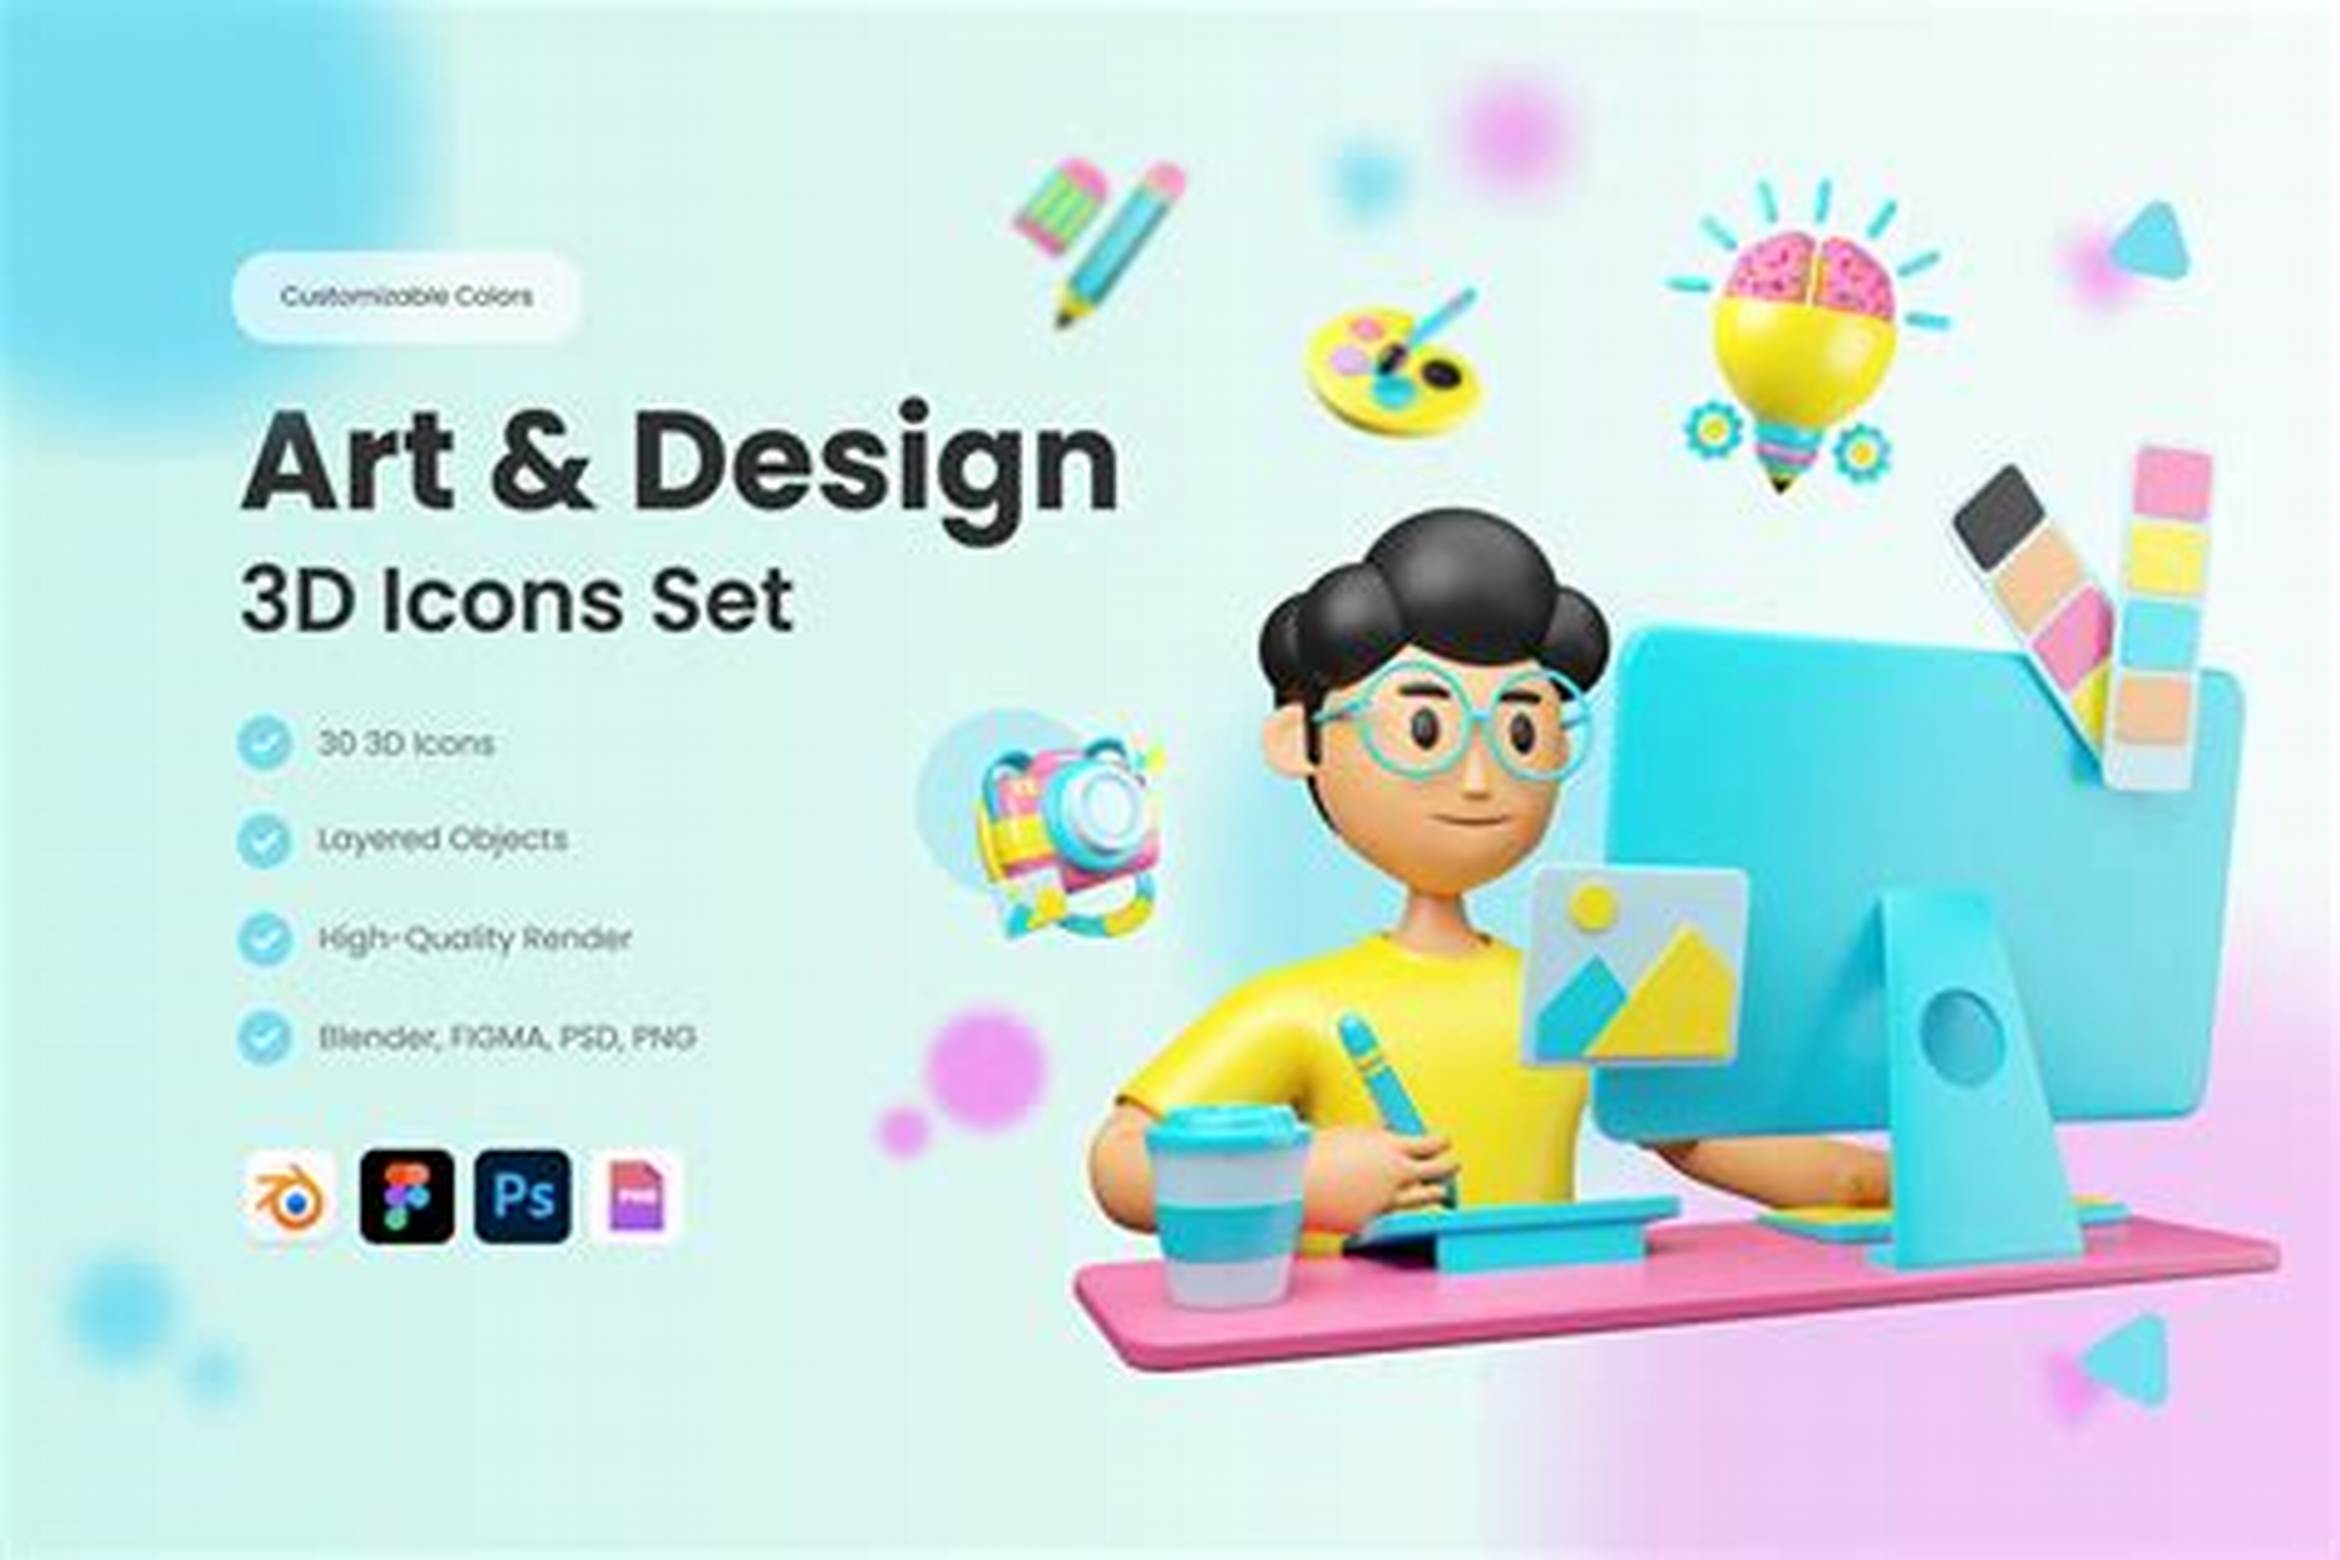 Customizable Colors
Art & Design
3D Icons Set
30 3D Icons
Layered Objects
High-Quality Render
Blender, FIGMA, PSD, PNG
Ps
PNG